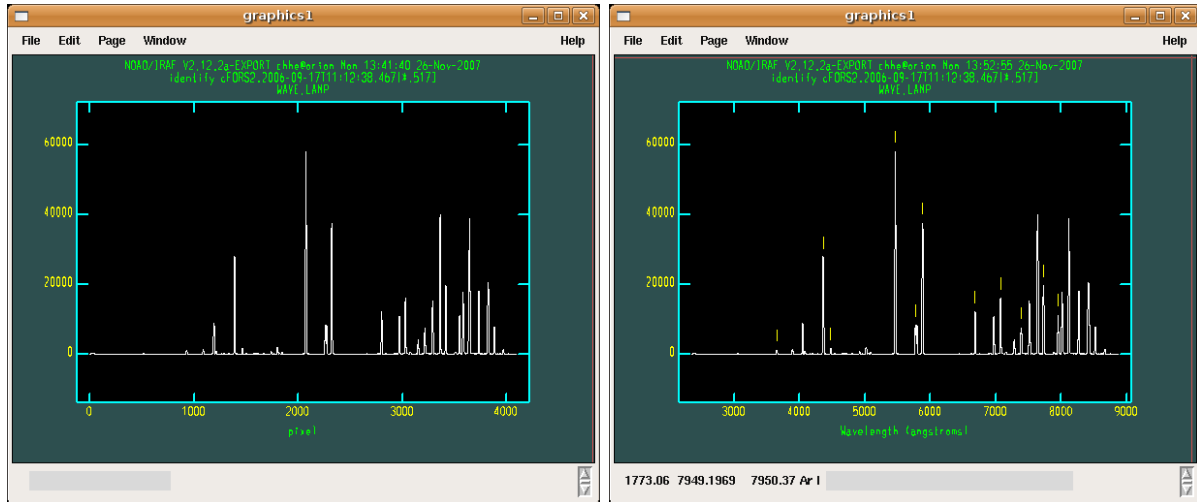 graphics1
File Edit Page Window Help
NOAO/IRAF V2.12.2a-EXPORT chhe@orion Mon 13:41:40 26-Nov-2007
identify cFORS2.2006-09-17T11:12:38.467[*,517]
WAVE,LAMP
60000
40000
20000
0
0 1000 2000 3000 4000
pixel
graphics1
File Edit Page Window Help
NOAO/IRAF V2.12.2a-EXPORT chhe@orion Mon 13:52:55 26-Nov-2007
identify cFORS2.2006-09-17T11:12:38.467[*,517]
WAVE,LAMP
60000
40000
20000
0
3000 4000 5000 6000 7000 8000 9000
Wavelength (angstroms)
1773.06 7949.1969 7950.37 Ar I